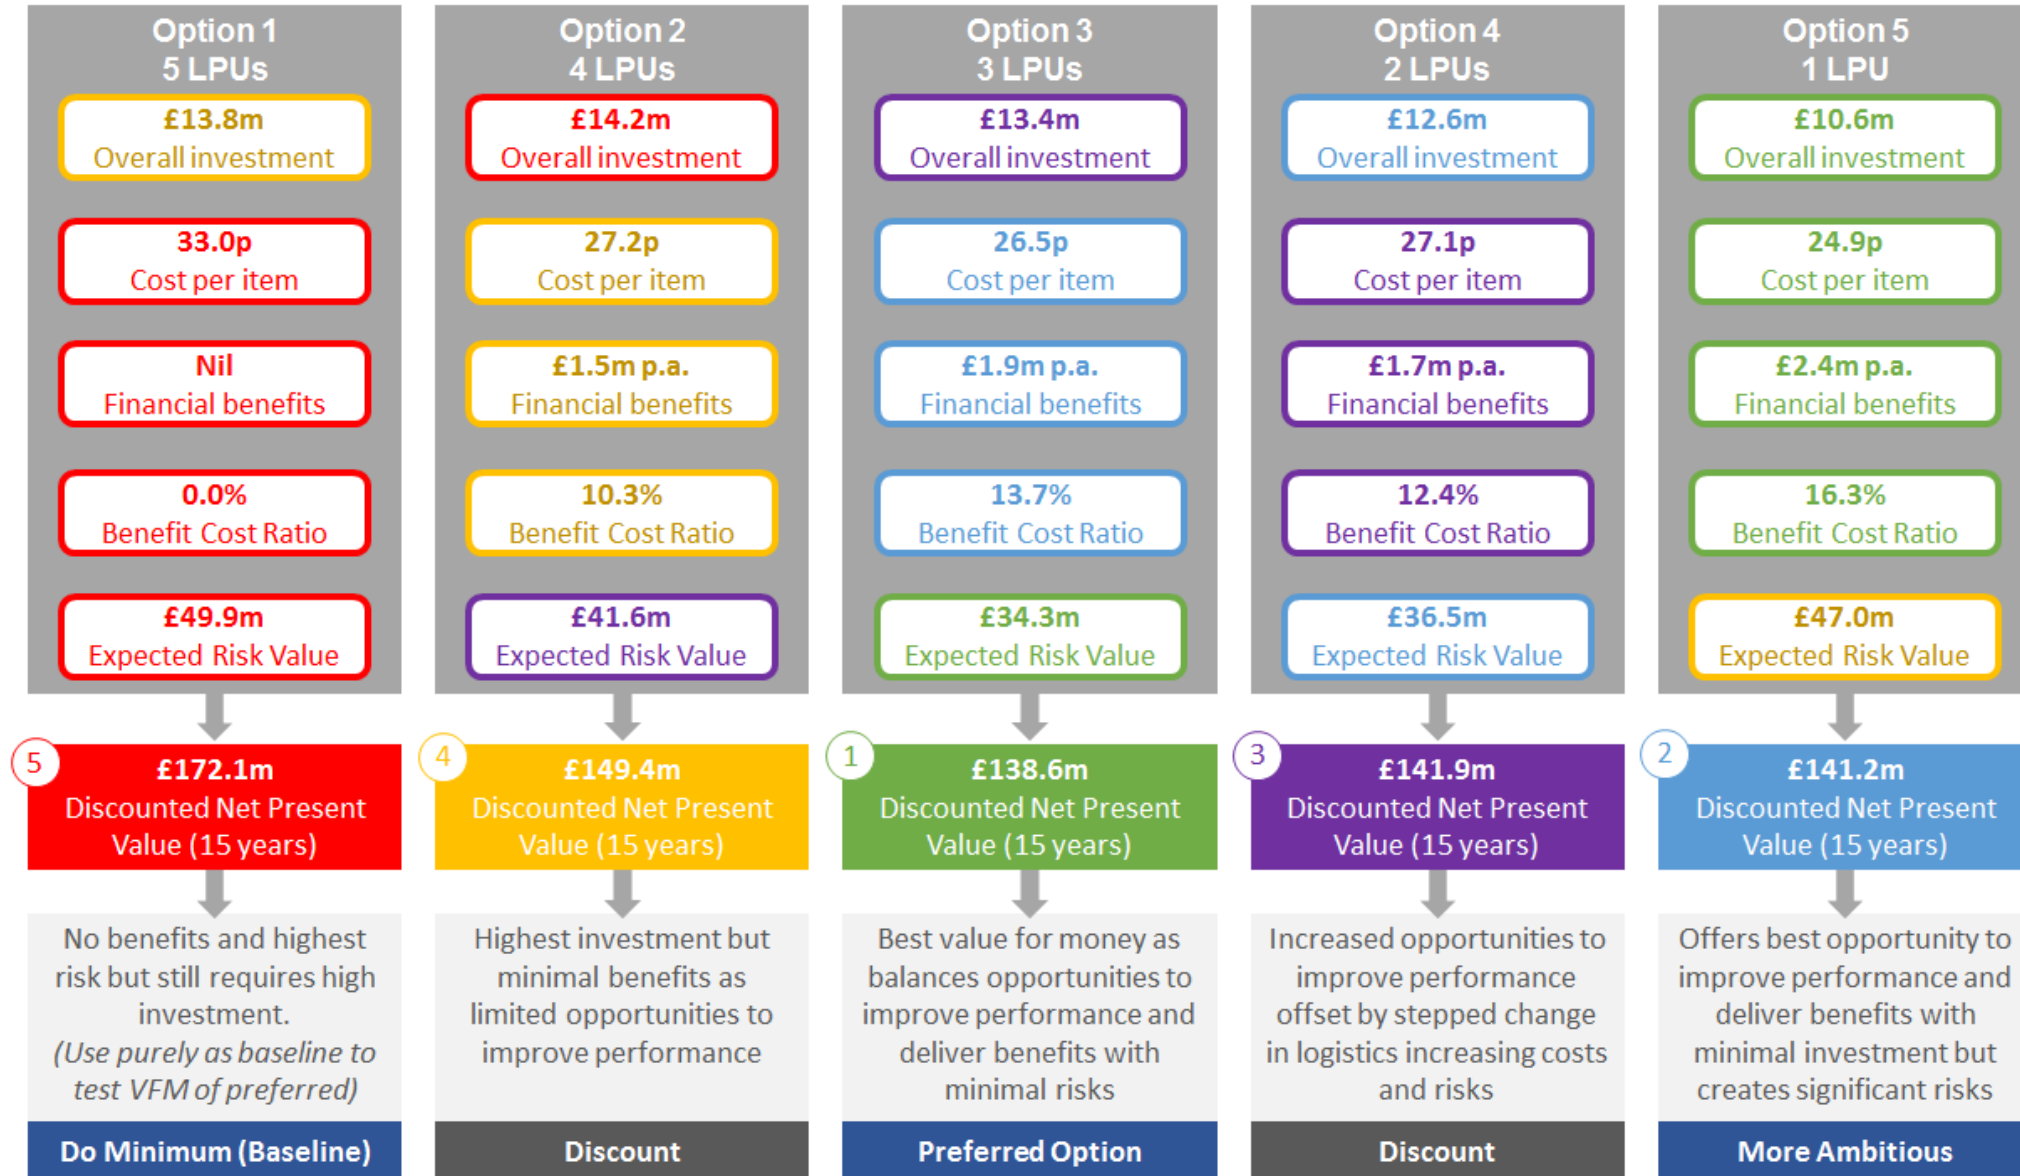 Option 1
5 LPUs
£13.8m
Overall investment
33.0p
Cost per item
Nil
Financial benefits
0.0%
Benefit Cost Ratio
£49.9m
Expected Risk Value
5
£172.1m
Discounted Net Present
Value (15 years)
No benefits and highest
risk but still requires high
investment.
(Use purely as baseline to
test VFM of preferred)
Do Minimum (Baseline)
Option 2
4 LPUs
£14.2m
Overall investment
27.2p
Cost per item
£1.5m p.a.
Financial benefits
10.3%
Benefit Cost Ratio
£41.6m
Expected Risk Value
4
£149.4m
Discounted Net Present
Value (15 years)
Highest investment but
minimal benefits as
limited opportunities to
improve performance
Discount
Option 3
3 LPUs
£13.4m
Overall investment
26.5p
Cost per item
£1.9m p.a.
Financial benefits
13.7%
Benefit Cost Ratio
£34.3m
Expected Risk Value
1
£138.6m
Discounted Net Present
Value (15 years)
Best value for money as
balances opportunities to
improve performance and
deliver benefits with
minimal risks
Preferred Option
Option 4
2 LPUs
£12.6m
Overall investment
27.1p
Cost per item
£1.7m p.a.
Financial benefits
12.4%
Benefit Cost Ratio
£36.5m
Expected Risk Value
3
£141.9m
Discounted Net Present
Value (15 years)
Increased opportunities to
improve performance
offset by stepped change
in logistics increasing costs
and risks
Discount
Option 5
1 LPU
£10.6m
Overall investment
24.9p
Cost per item
£2.4m p.a.
Financial benefits
16.3%
Benefit Cost Ratio
£47.0m
Expected Risk Value
2
£141.2m
Discounted Net Present
Value (15 years)
Offers best opportunity to
improve performance and
deliver benefits with
minimal investment but
creates significant risks
More Ambitious